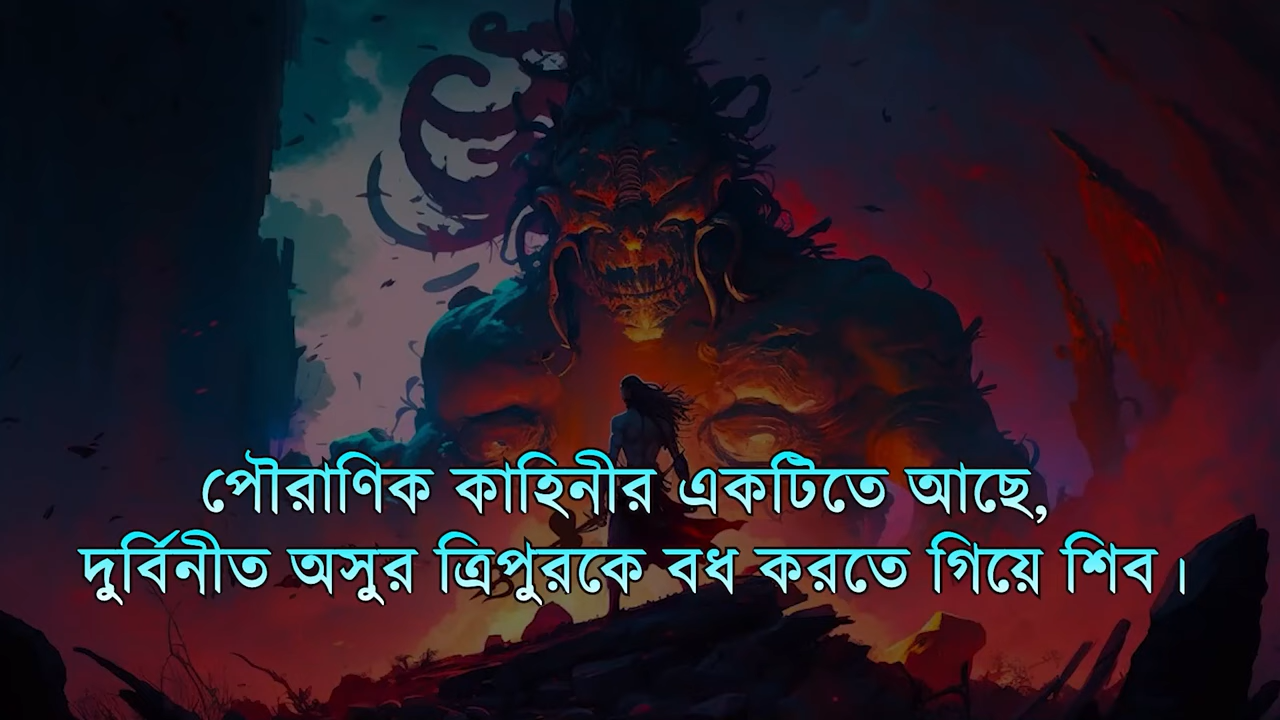 পৌরাণিক কাহিনীর একটিতে আছে,
দুর্বিনীত অসুর ত্রিপুরকে বধ করতে গিয়ে শিব।